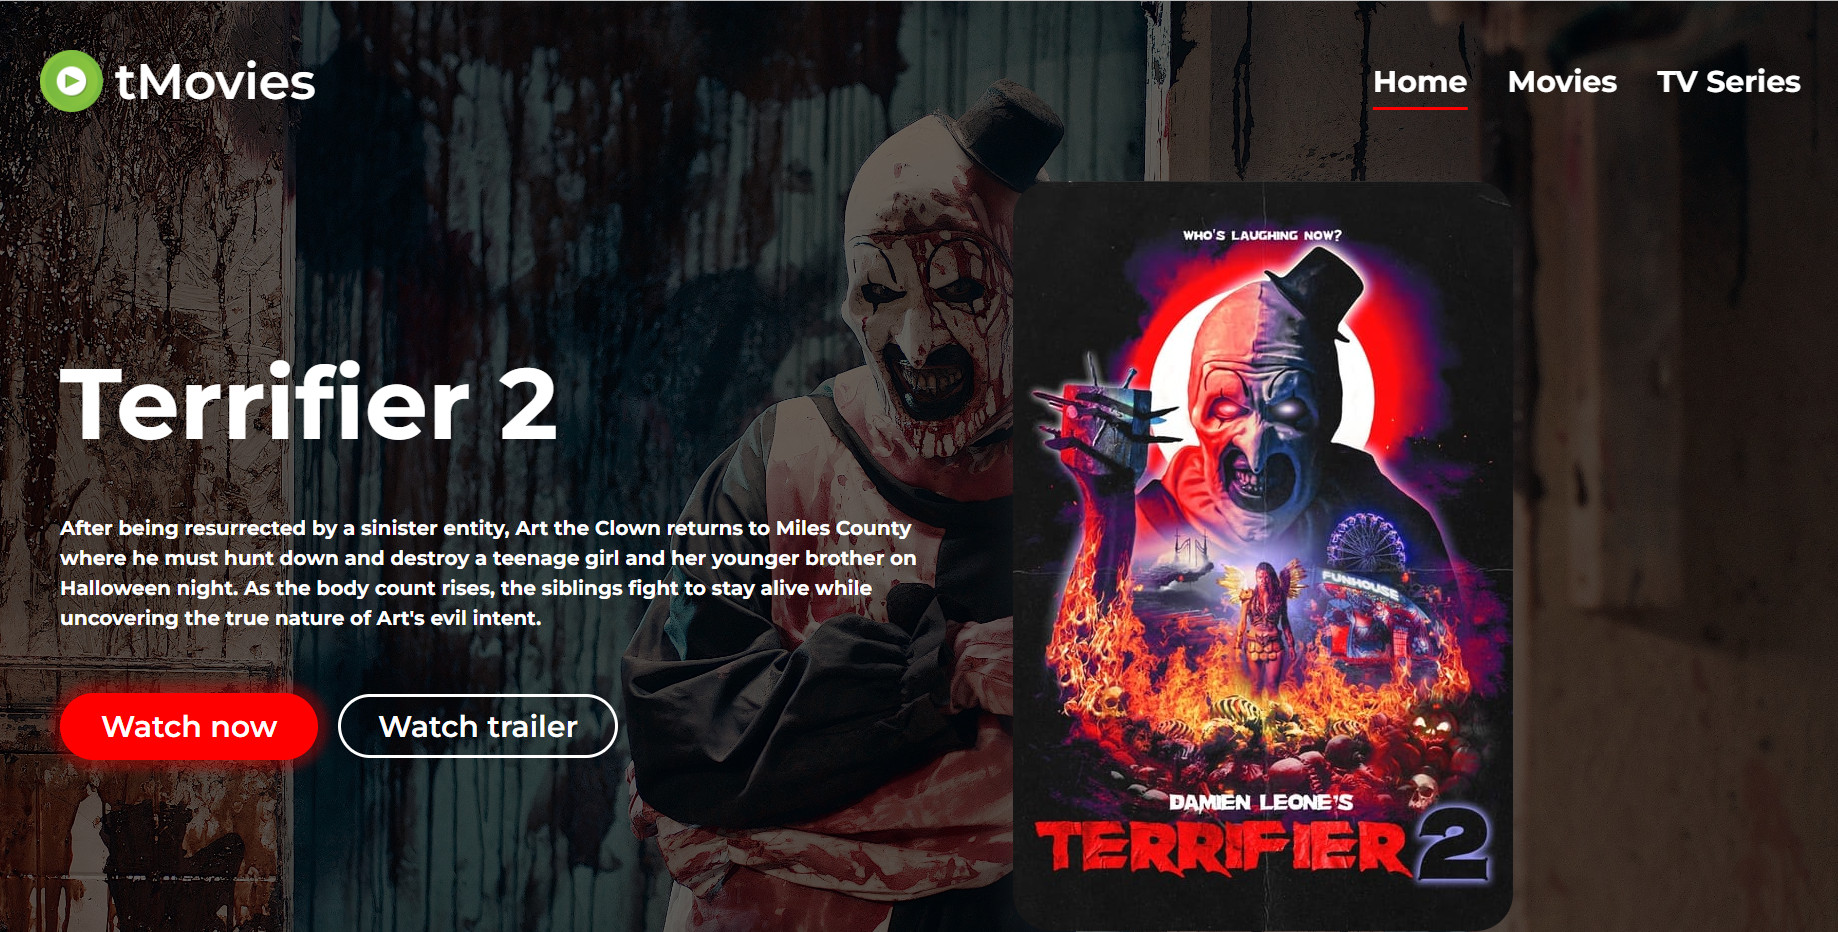 tMovies
Home
Movies
TV Series
Terrifier 2
After being resurrected by a sinister entity, Art the Clown returns to Miles County
where he must hunt down and destroy a teenage girl and her younger brother on
Halloween night. As the body count rises, the siblings fight to stay alive while
uncovering the true nature of Art's evil intent.
Watch now
Watch trailer
WHO'S LAUGHING NOW?
FUNHOUSE
DAMIEN LEONE'S
TERRIFIER 2